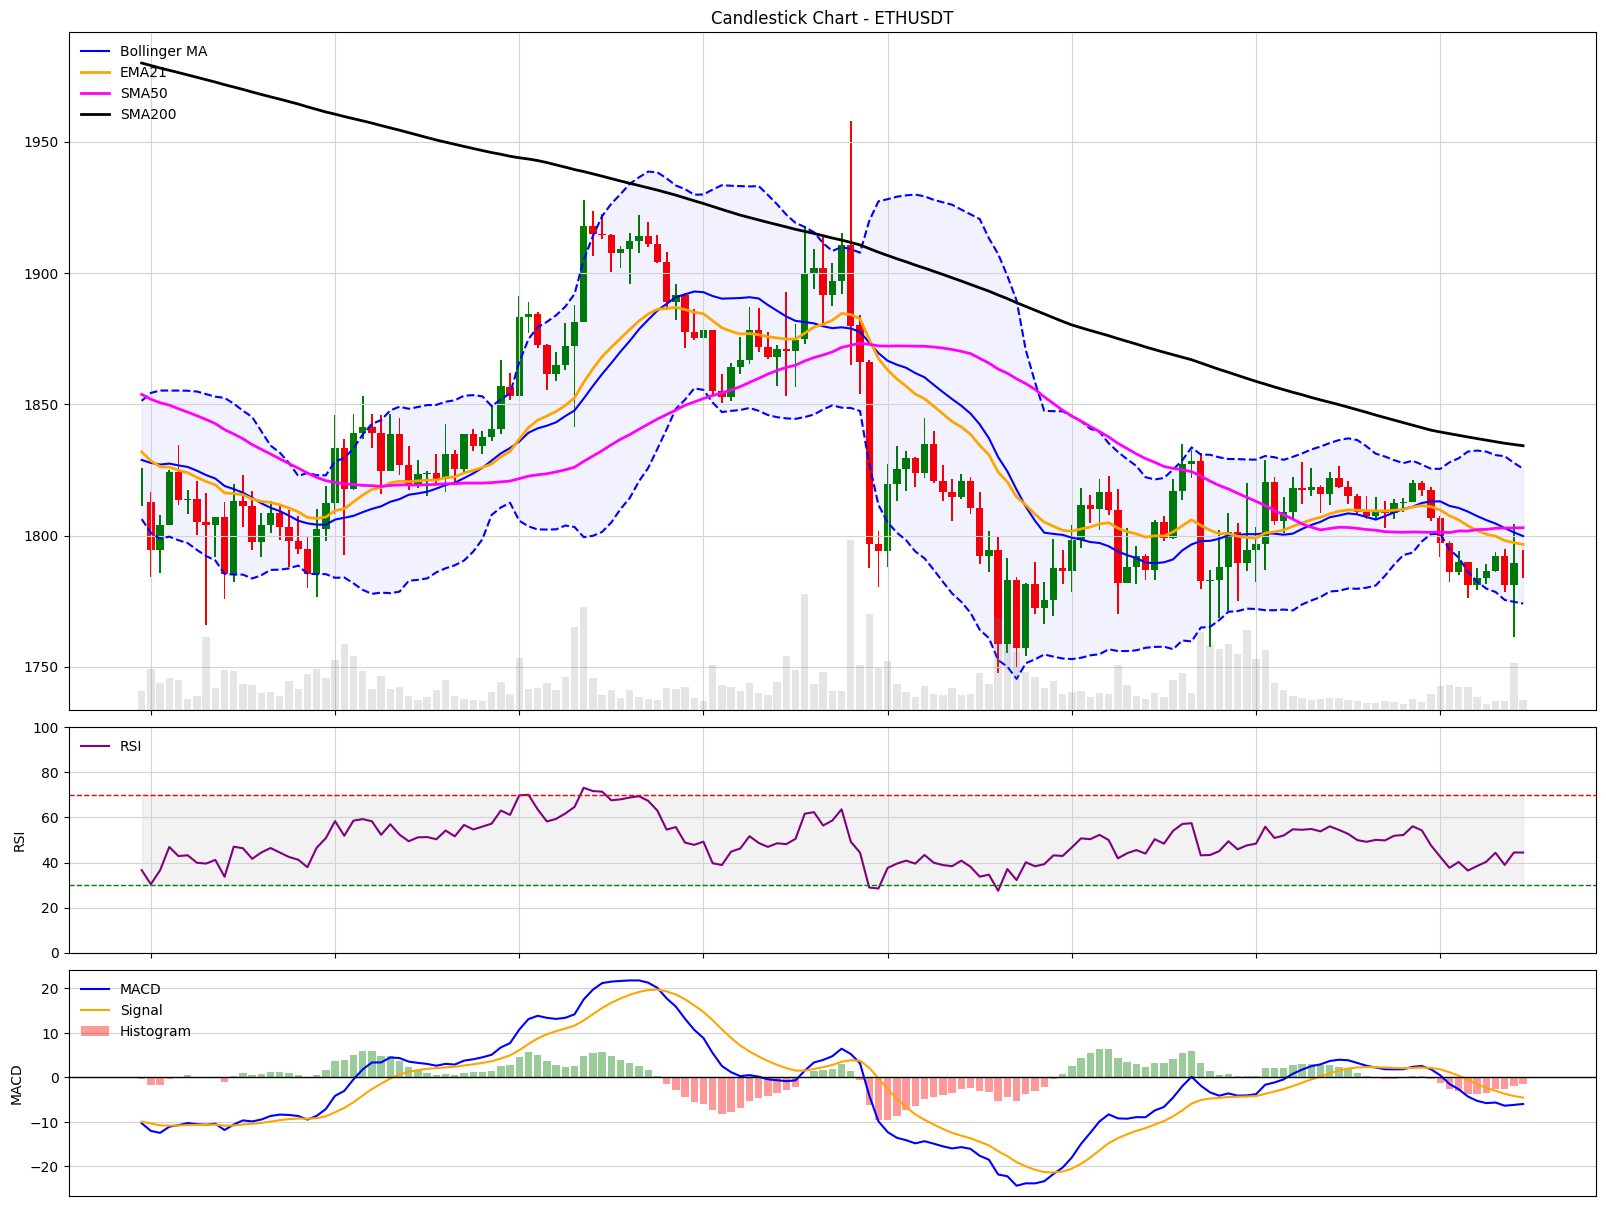 Candlestick Chart - ETHUSDT
Bollinger MA
EMA21
SMA50
SMA200
1950
1900
1850
1800
1750
100
80
60
40
20
0
RSI
RSI
20
10
0
−10
−20
MACD
MACD
Signal
Histogram